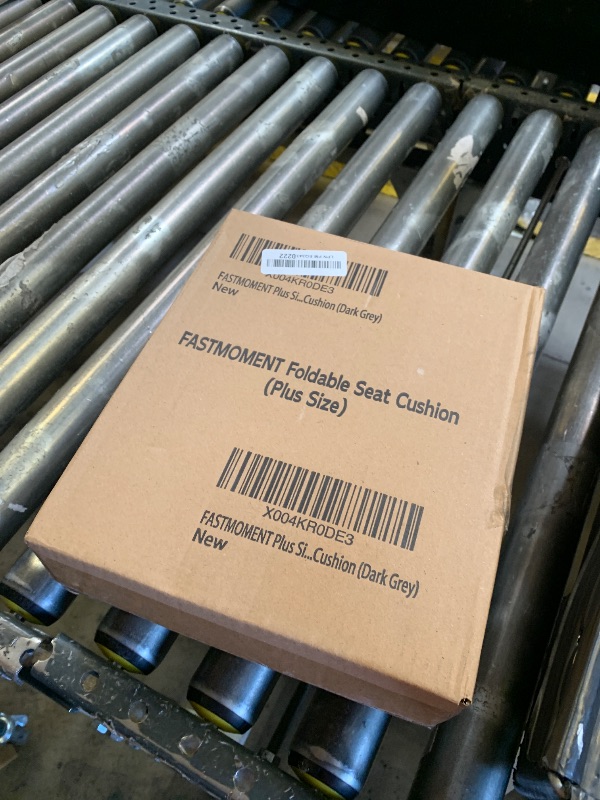 X004KR0DE3
FASTMOMENT Plus Si...Cushion (Dark Grey)
New
FASTMOMENT Foldable Seat Cushion
(Plus Size)
X004KR0DE3
FASTMOMENT Plus Si...Cushion (Dark Grey)
New